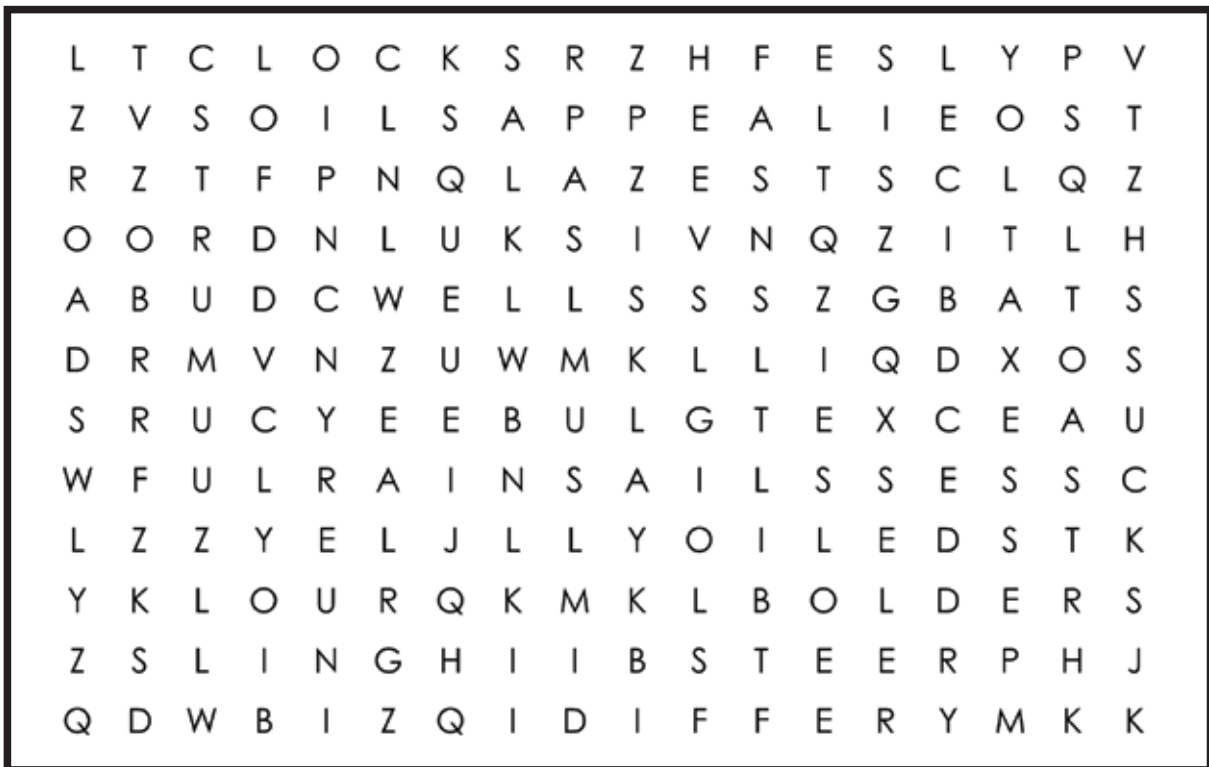 L T C L O C K S R Z H F E S L Y P V
Z V S O I L S A P P E A L I E O S T
R Z T F P N Q L A Z E S T S C L Q Z
O O R D N L U K S I V N Q Z I T L H
A B U D C W E L L S S S Z G B A T S
D R M V N Z U W M K L L I Q D X O S
S R U C Y E E B U L G T E X C E A U
W F U L R A I N S A I L S S E S S C
L Z Z Y E L J L L Y O I L E D S T K
Y K L O U R Q K M K L B O L D E R S
Z S L I N G H I I B S T E E R P H J
Q D W B I Z Q I D I F F E R Y M K K